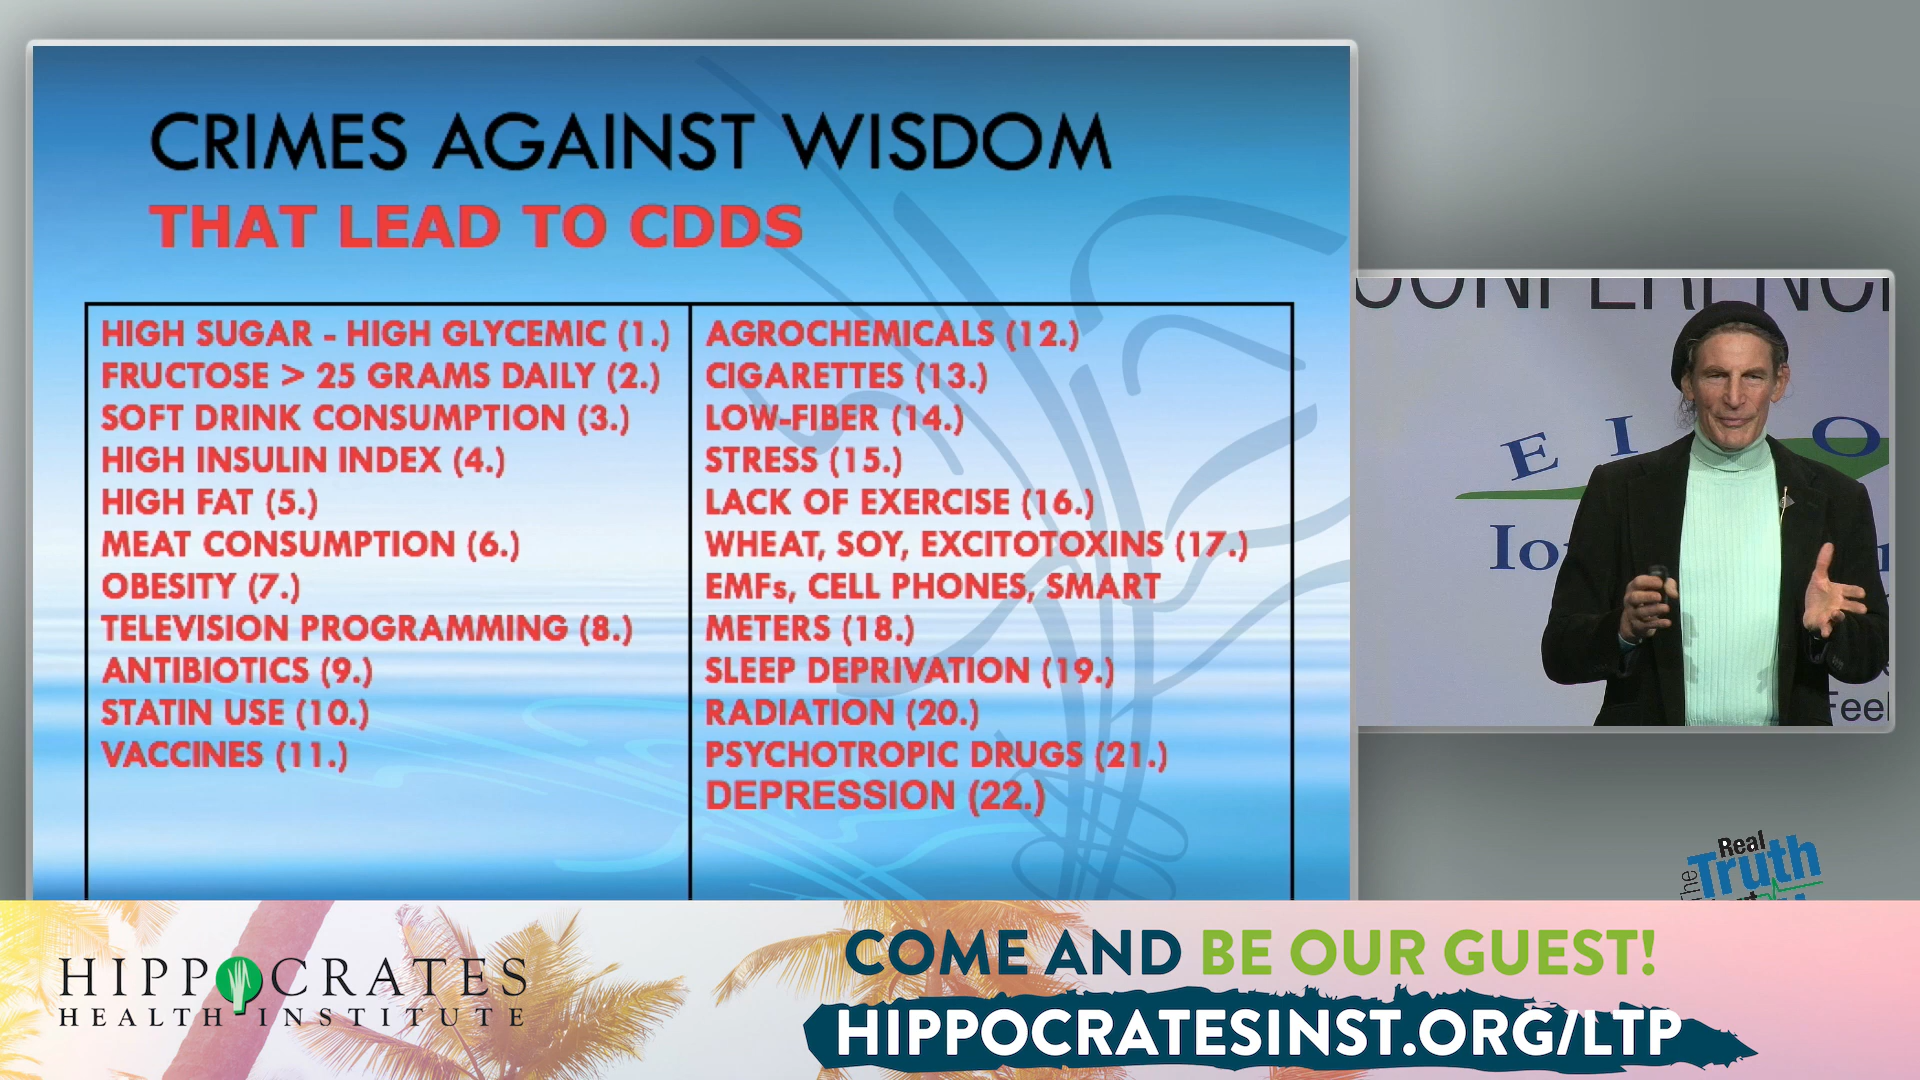 CRIMES AGAINST WISDOM
THAT LEAD TO CDDS
HIGH SUGAR - HIGH GLYCEMIC (1.)
FRUCTOSE > 25 GRAMS DAILY (2.)
SOFT DRINK CONSUMPTION (3.)
HIGH INSULIN INDEX (4.)
HIGH FAT (5.)
MEAT CONSUMPTION (6.)
OBESITY (7.)
TELEVISION PROGRAMMING (8.)
ANTIBIOTICS (9.)
STATIN USE (10.)
VACCINES (11.)
AGROCHEMICALS (12.)
CIGARETTES (13.)
LOW-FIBER (14.)
STRESS (15.)
LACK OF EXERCISE (16.)
WHEAT, SOY, EXCITOTOXINS (17.)
EMFs, CELL PHONES, SMART
METERS (18.)
SLEEP DEPRIVATION (19.)
RADIATION (20.)
PSYCHOTROPIC DRUGS (21.)
DEPRESSION (22.)
CONFERENC
E I O
Io
Feel
The Real
Truth
HIPPOCRATES
HEALTH INSTITUTE
COME AND BE OUR GUEST!
HIPPOCRATESINST.ORG/LTP